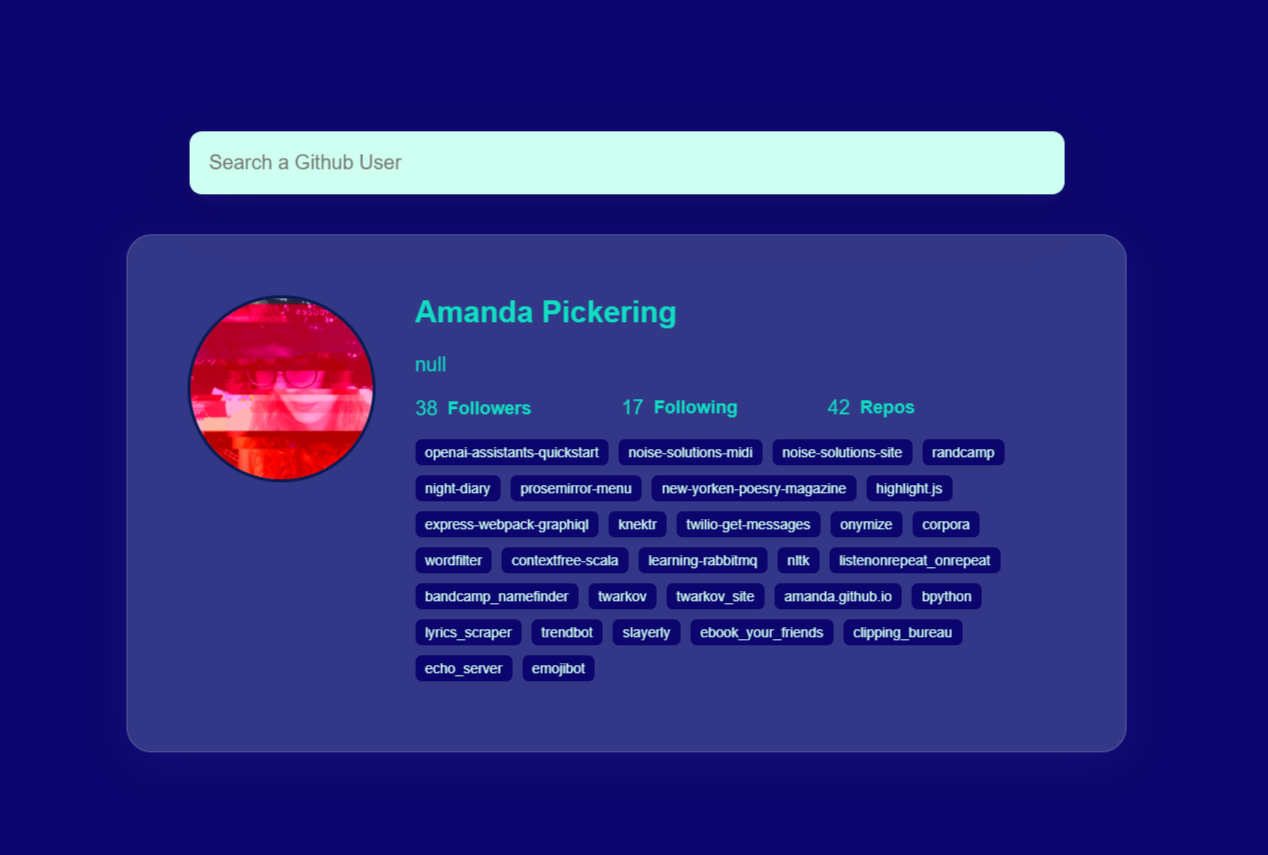 Search a Github User
Amanda Pickering
null
38 Followers 17 Following 42 Repos
openai-assistants-quickstart noise-solutions-midi noise-solutions-site randcamp
night-diary prosemirror-menu new-yorken-poesry-magazine highlight.js
express-webpack-graphiql knektr twilio-get-messages onymize corpora
wordfilter contextfree-scala learning-rabbitmq nltk listenonrepeat_onrepeat
bandcamp_namefinder twarkov twarkov_site amanda.github.io bpython
lyrics_scraper trendbot slayerly ebook_your_friends clipping_bureau
echo_server emojibot